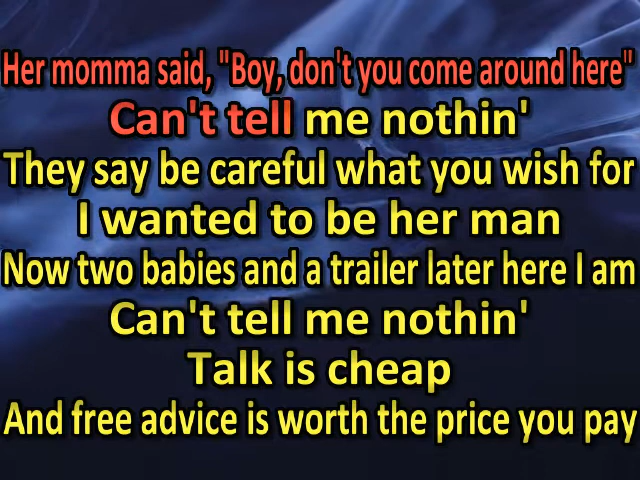 Her momma said, "Boy, don't you come around here"
Can't tell me nothin'
They say be careful what you wish for
I wanted to be her man
Now two babies and a trailer later here I am
Can't tell me nothin'
Talk is cheap
And free advice is worth the price you pay